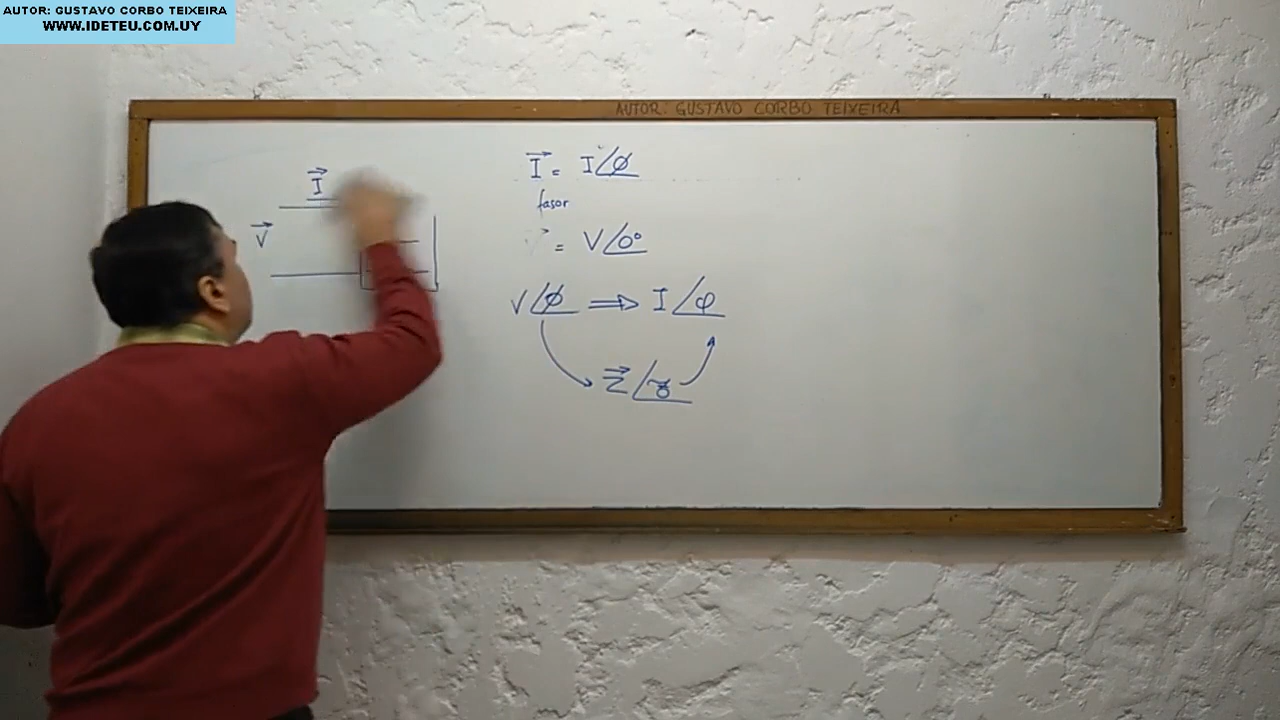 AUTOR: GUSTAVO CORBO TEIXEIRA
WWW.IDETEU.COM.UY
AUTOR: GUSTAVO CORBO TEIXEIRA
I⃗
V⃗
I⃗ = I∠φ
fasor
= V∠0°
V∠φ ⟹ I∠φ
Z⃗∠